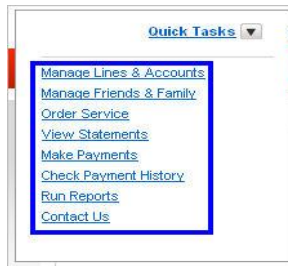 Quick Tasks
Manage Lines & Accounts
Manage Friends & Family
Order Service
View Statements
Make Payments
Check Payment History
Run Reports
Contact Us